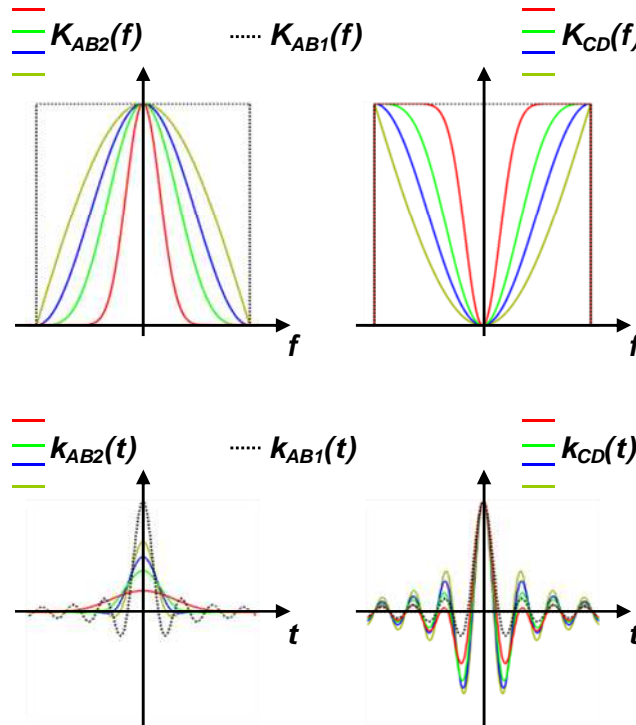 K_AB2(f) K_AB1(f) K_CD(f)
f f
k_AB2(t) k_AB1(t) k_CD(t)
t t